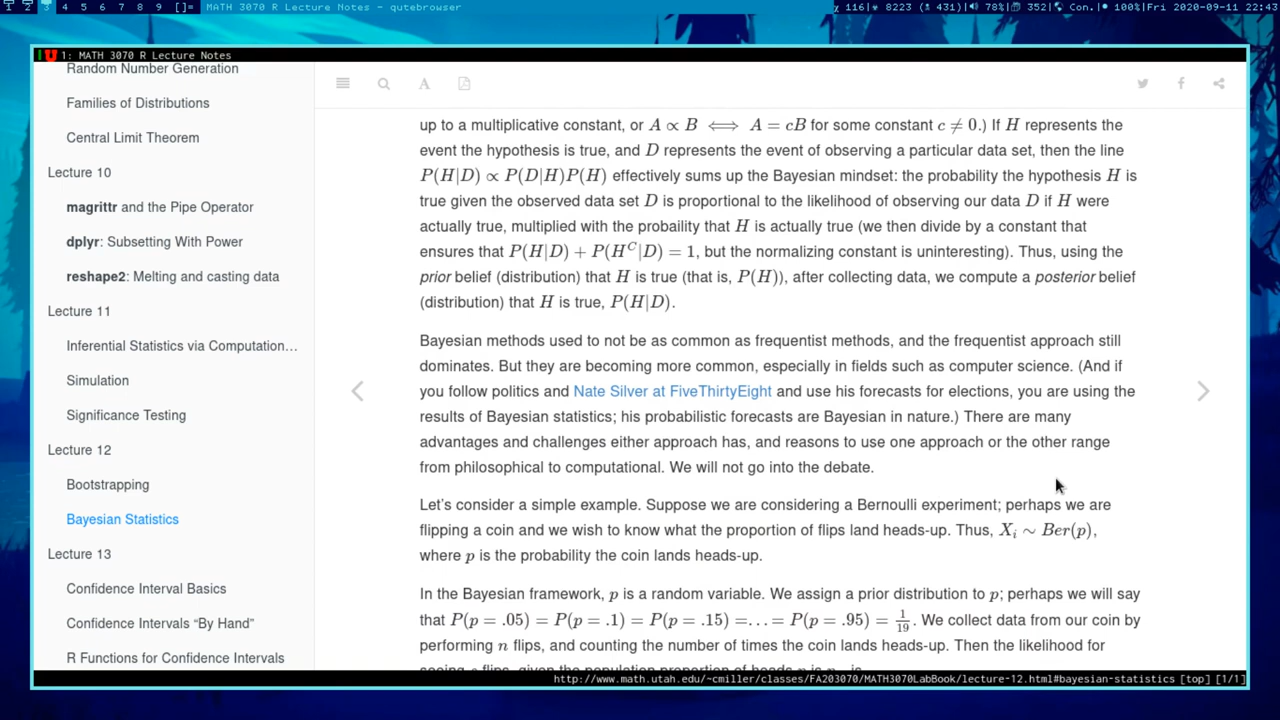 1 2 3 4 5 6 7 8 9 []= MATH 3070 R Lecture Notes - qutebrowser
116| 8223 ( 431)| 78%| 352| Con.| 100%|Fri 2020-09-11 22:43
1: MATH 3070 R Lecture Notes
Random Number Generation
Families of Distributions
Central Limit Theorem
Lecture 10
magrittr and the Pipe Operator
dplyr: Subsetting With Power
reshape2: Melting and casting data
Lecture 11
Inferential Statistics via Computation…
Simulation
Significance Testing
Lecture 12
Bootstrapping
Bayesian Statistics
Lecture 13
Confidence Interval Basics
Confidence Intervals “By Hand”
R Functions for Confidence Intervals
A
up to a multiplicative constant, or A ∝ B ⟺ A = cB for some constant c ≠ 0.) If H represents the
event the hypothesis is true, and D represents the event of observing a particular data set, then the line
P(H|D) ∝ P(D|H)P(H) effectively sums up the Bayesian mindset: the probability the hypothesis H is
true given the observed data set D is proportional to the likelihood of observing our data D if H were
actually true, multiplied with the probaility that H is actually true (we then divide by a constant that
ensures that P(H|D) + P(H^C|D) = 1, but the normalizing constant is uninteresting). Thus, using the
prior belief (distribution) that H is true (that is, P(H)), after collecting data, we compute a posterior belief
(distribution) that H is true, P(H|D).
Bayesian methods used to not be as common as frequentist methods, and the frequentist approach still
dominates. But they are becoming more common, especially in fields such as computer science. (And if
you follow politics and Nate Silver at FiveThirtyEight and use his forecasts for elections, you are using the
results of Bayesian statistics; his probabilistic forecasts are Bayesian in nature.) There are many
advantages and challenges either approach has, and reasons to use one approach or the other range
from philosophical to computational. We will not go into the debate.
Let’s consider a simple example. Suppose we are considering a Bernoulli experiment; perhaps we are
flipping a coin and we wish to know what the proportion of flips land heads-up. Thus, X_i ∼ Ber(p),
where p is the probability the coin lands heads-up.
In the Bayesian framework, p is a random variable. We assign a prior distribution to p; perhaps we will say
that P(p = .05) = P(p = .1) = P(p = .15) =…= P(p = .95) = 1/19. We collect data from our coin by
performing n flips, and counting the number of times the coin lands heads-up. Then the likelihood for
http://www.math.utah.edu/~cmiller/classes/FA203070/MATH3070LabBook/lecture-12.html#bayesian-statistics [top] [1/1]